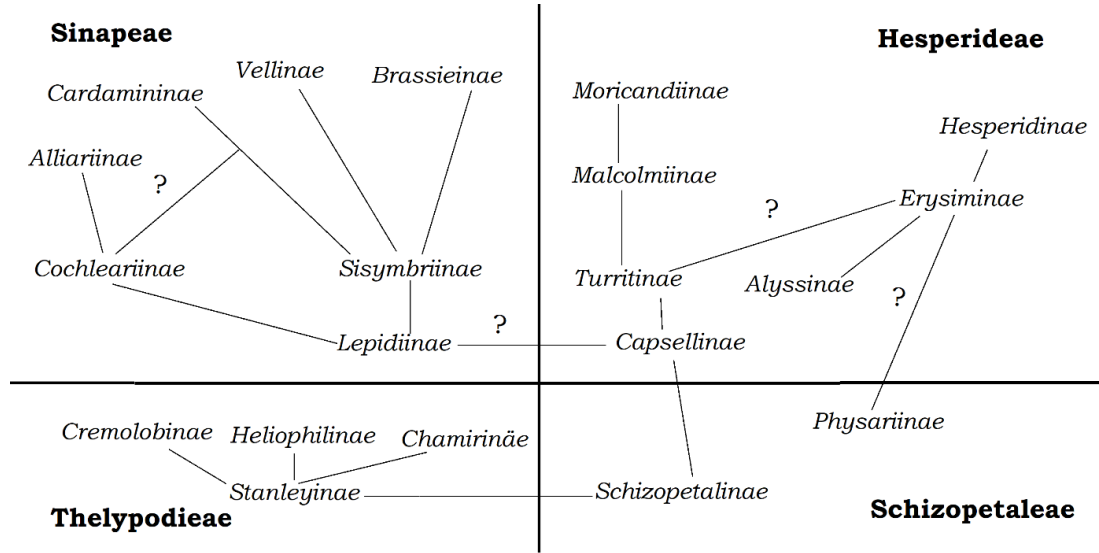 Sinapeae
Hesperideae
Vellinae
Brassieinae
Cardamininae
Moricandiinae
Hesperidinae
Alliariinae
?
Malcolmiinae
Erysiminae
?
Cochleariinae
Sisymbriinae
Turritinae
Alyssinae
?
Lepidiinae
?
Capsellinae
Cremolobinae
Heliophilinae
Chamirinäe
Physariinae
Stanleyinae
Schizopetalinae
Thelypodieae
Schizopetaleae